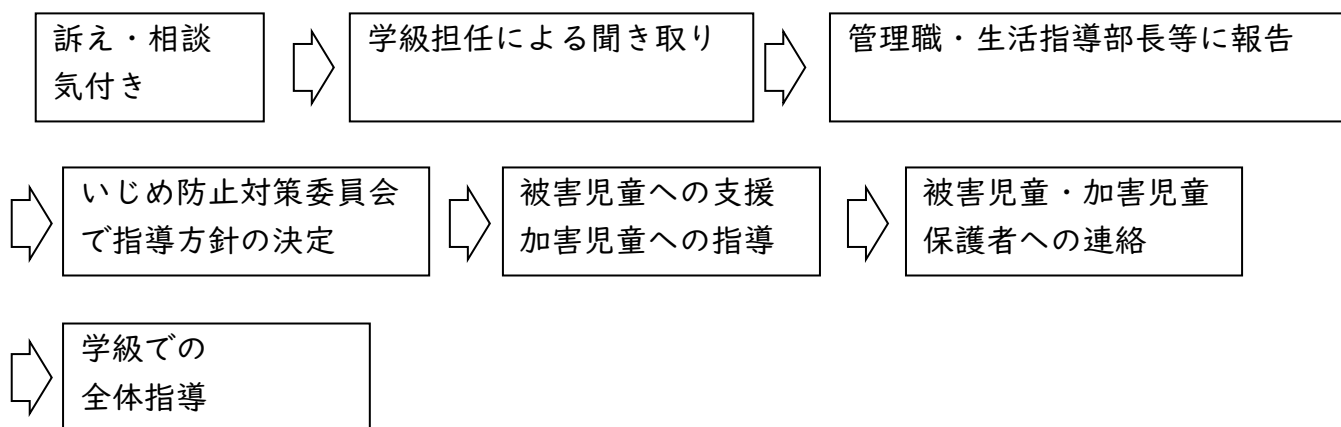 訴え・相談
気付き
学級担任による聞き取り
管理職・生活指導部長等に報告
いじめ防止対策委員会
で指導方針の決定
被害児童への支援
加害児童への指導
被害児童・加害児童
保護者への連絡
学級での
全体指導